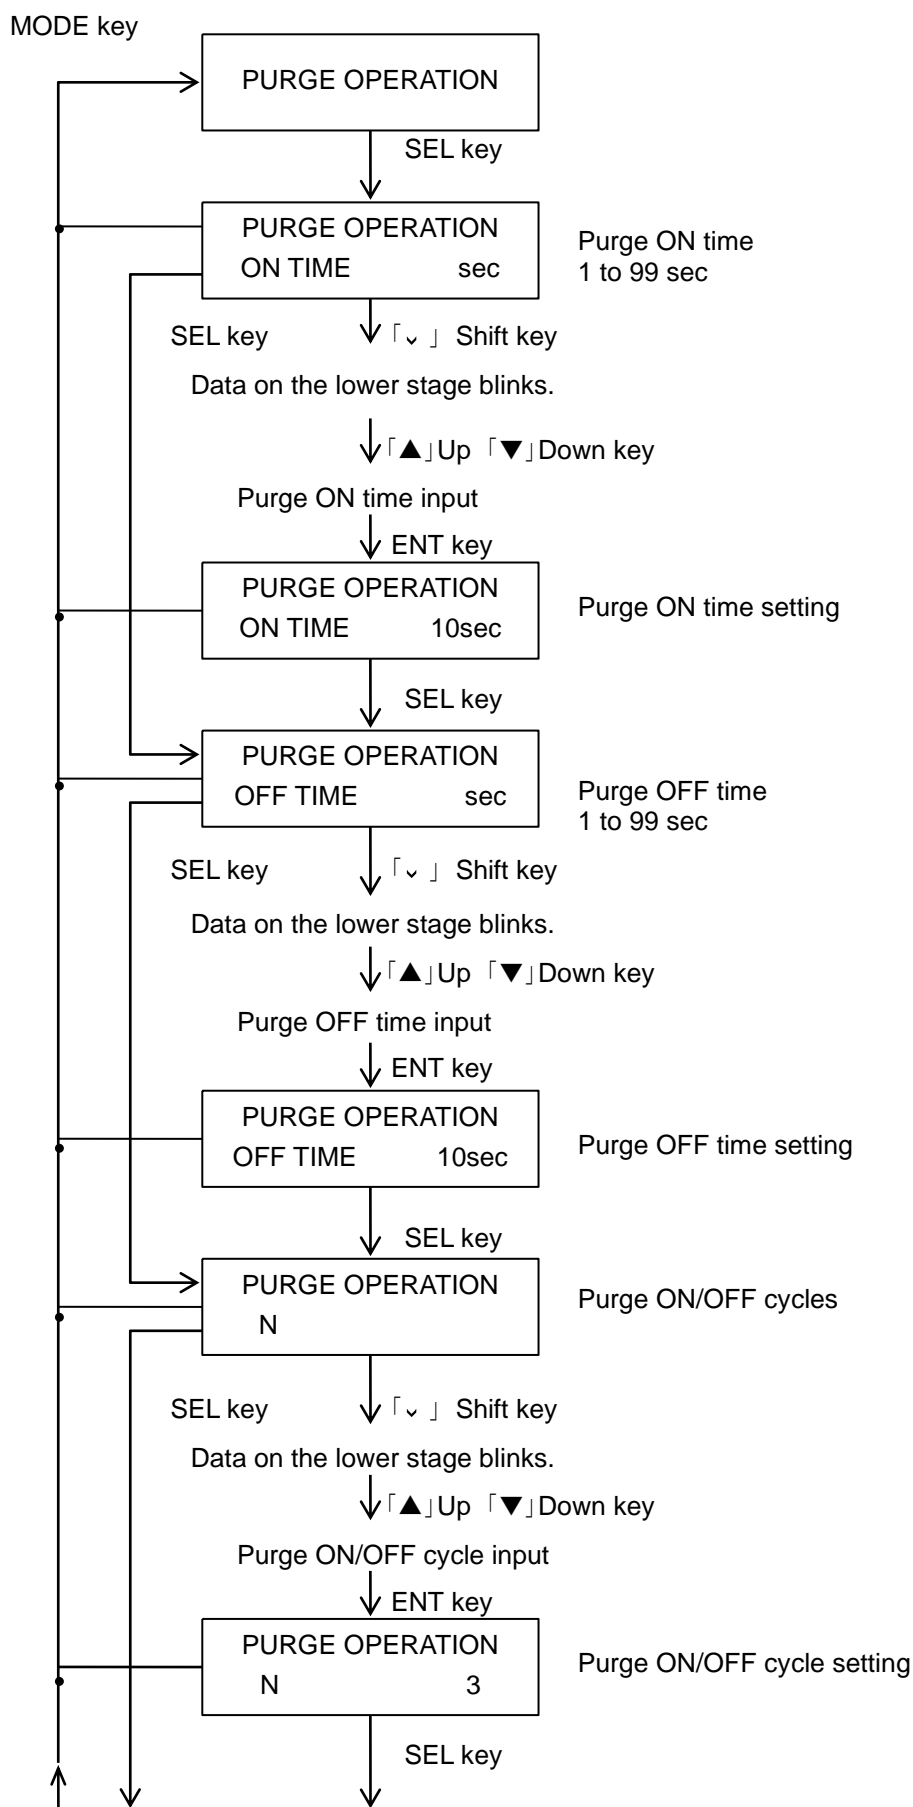 MODE key
PURGE OPERATION
SEL key
PURGE OPERATION
ON TIME sec
Purge ON time
1 to 99 sec
SEL key 「⌄」 Shift key
Data on the lower stage blinks.
「▲」Up 「▼」Down key
Purge ON time input
ENT key
PURGE OPERATION
ON TIME 10sec
Purge ON time setting
SEL key
PURGE OPERATION
OFF TIME sec
Purge OFF time
1 to 99 sec
SEL key 「⌄」 Shift key
Data on the lower stage blinks.
「▲」Up 「▼」Down key
Purge OFF time input
ENT key
PURGE OPERATION
OFF TIME 10sec
Purge OFF time setting
SEL key
PURGE OPERATION
N
Purge ON/OFF cycles
SEL key 「⌄」 Shift key
Data on the lower stage blinks.
「▲」Up 「▼」Down key
Purge ON/OFF cycle input
ENT key
PURGE OPERATION
N 3
Purge ON/OFF cycle setting
SEL key